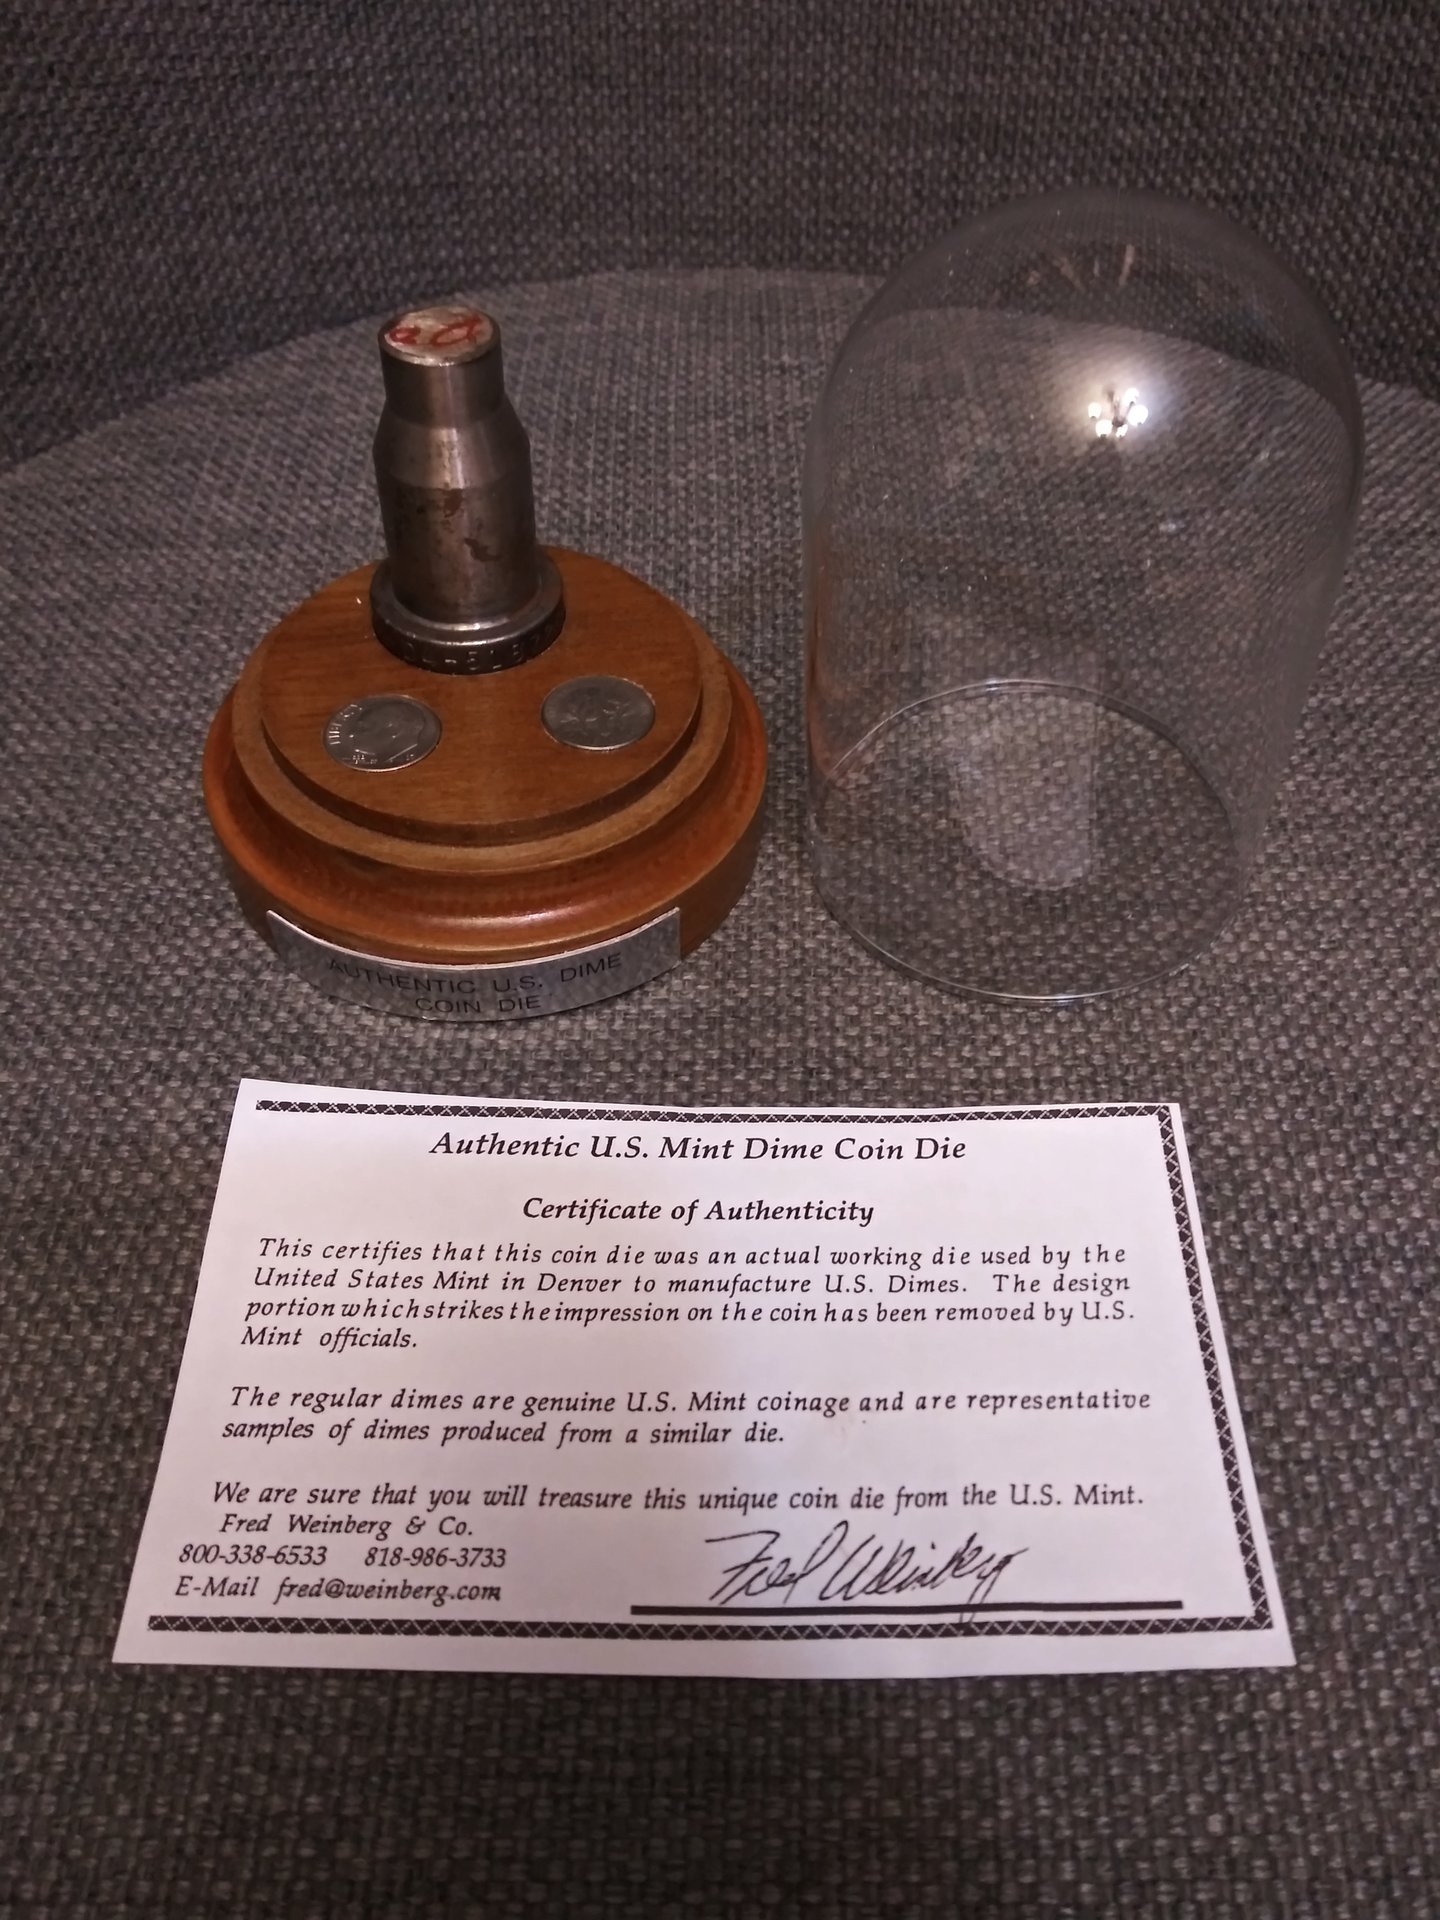 LIBERTY
AUTHENTIC U.S. DIME
COIN DIE
Authentic U.S. Mint Dime Coin Die
Certificate of Authenticity
This certifies that this coin die was an actual working die used by the
United States Mint in Denver to manufacture U.S. Dimes. The design
portion which strikes the impression on the coin has been removed by U.S.
Mint officials.
The regular dimes are genuine U.S. Mint coinage and are representative
samples of dimes produced from a similar die.
We are sure that you will treasure this unique coin die from the U.S. Mint.
Fred Weinberg & Co.
800-338-6533 818-986-3733
E-Mail fred@weinberg.com
Fred Weinberg